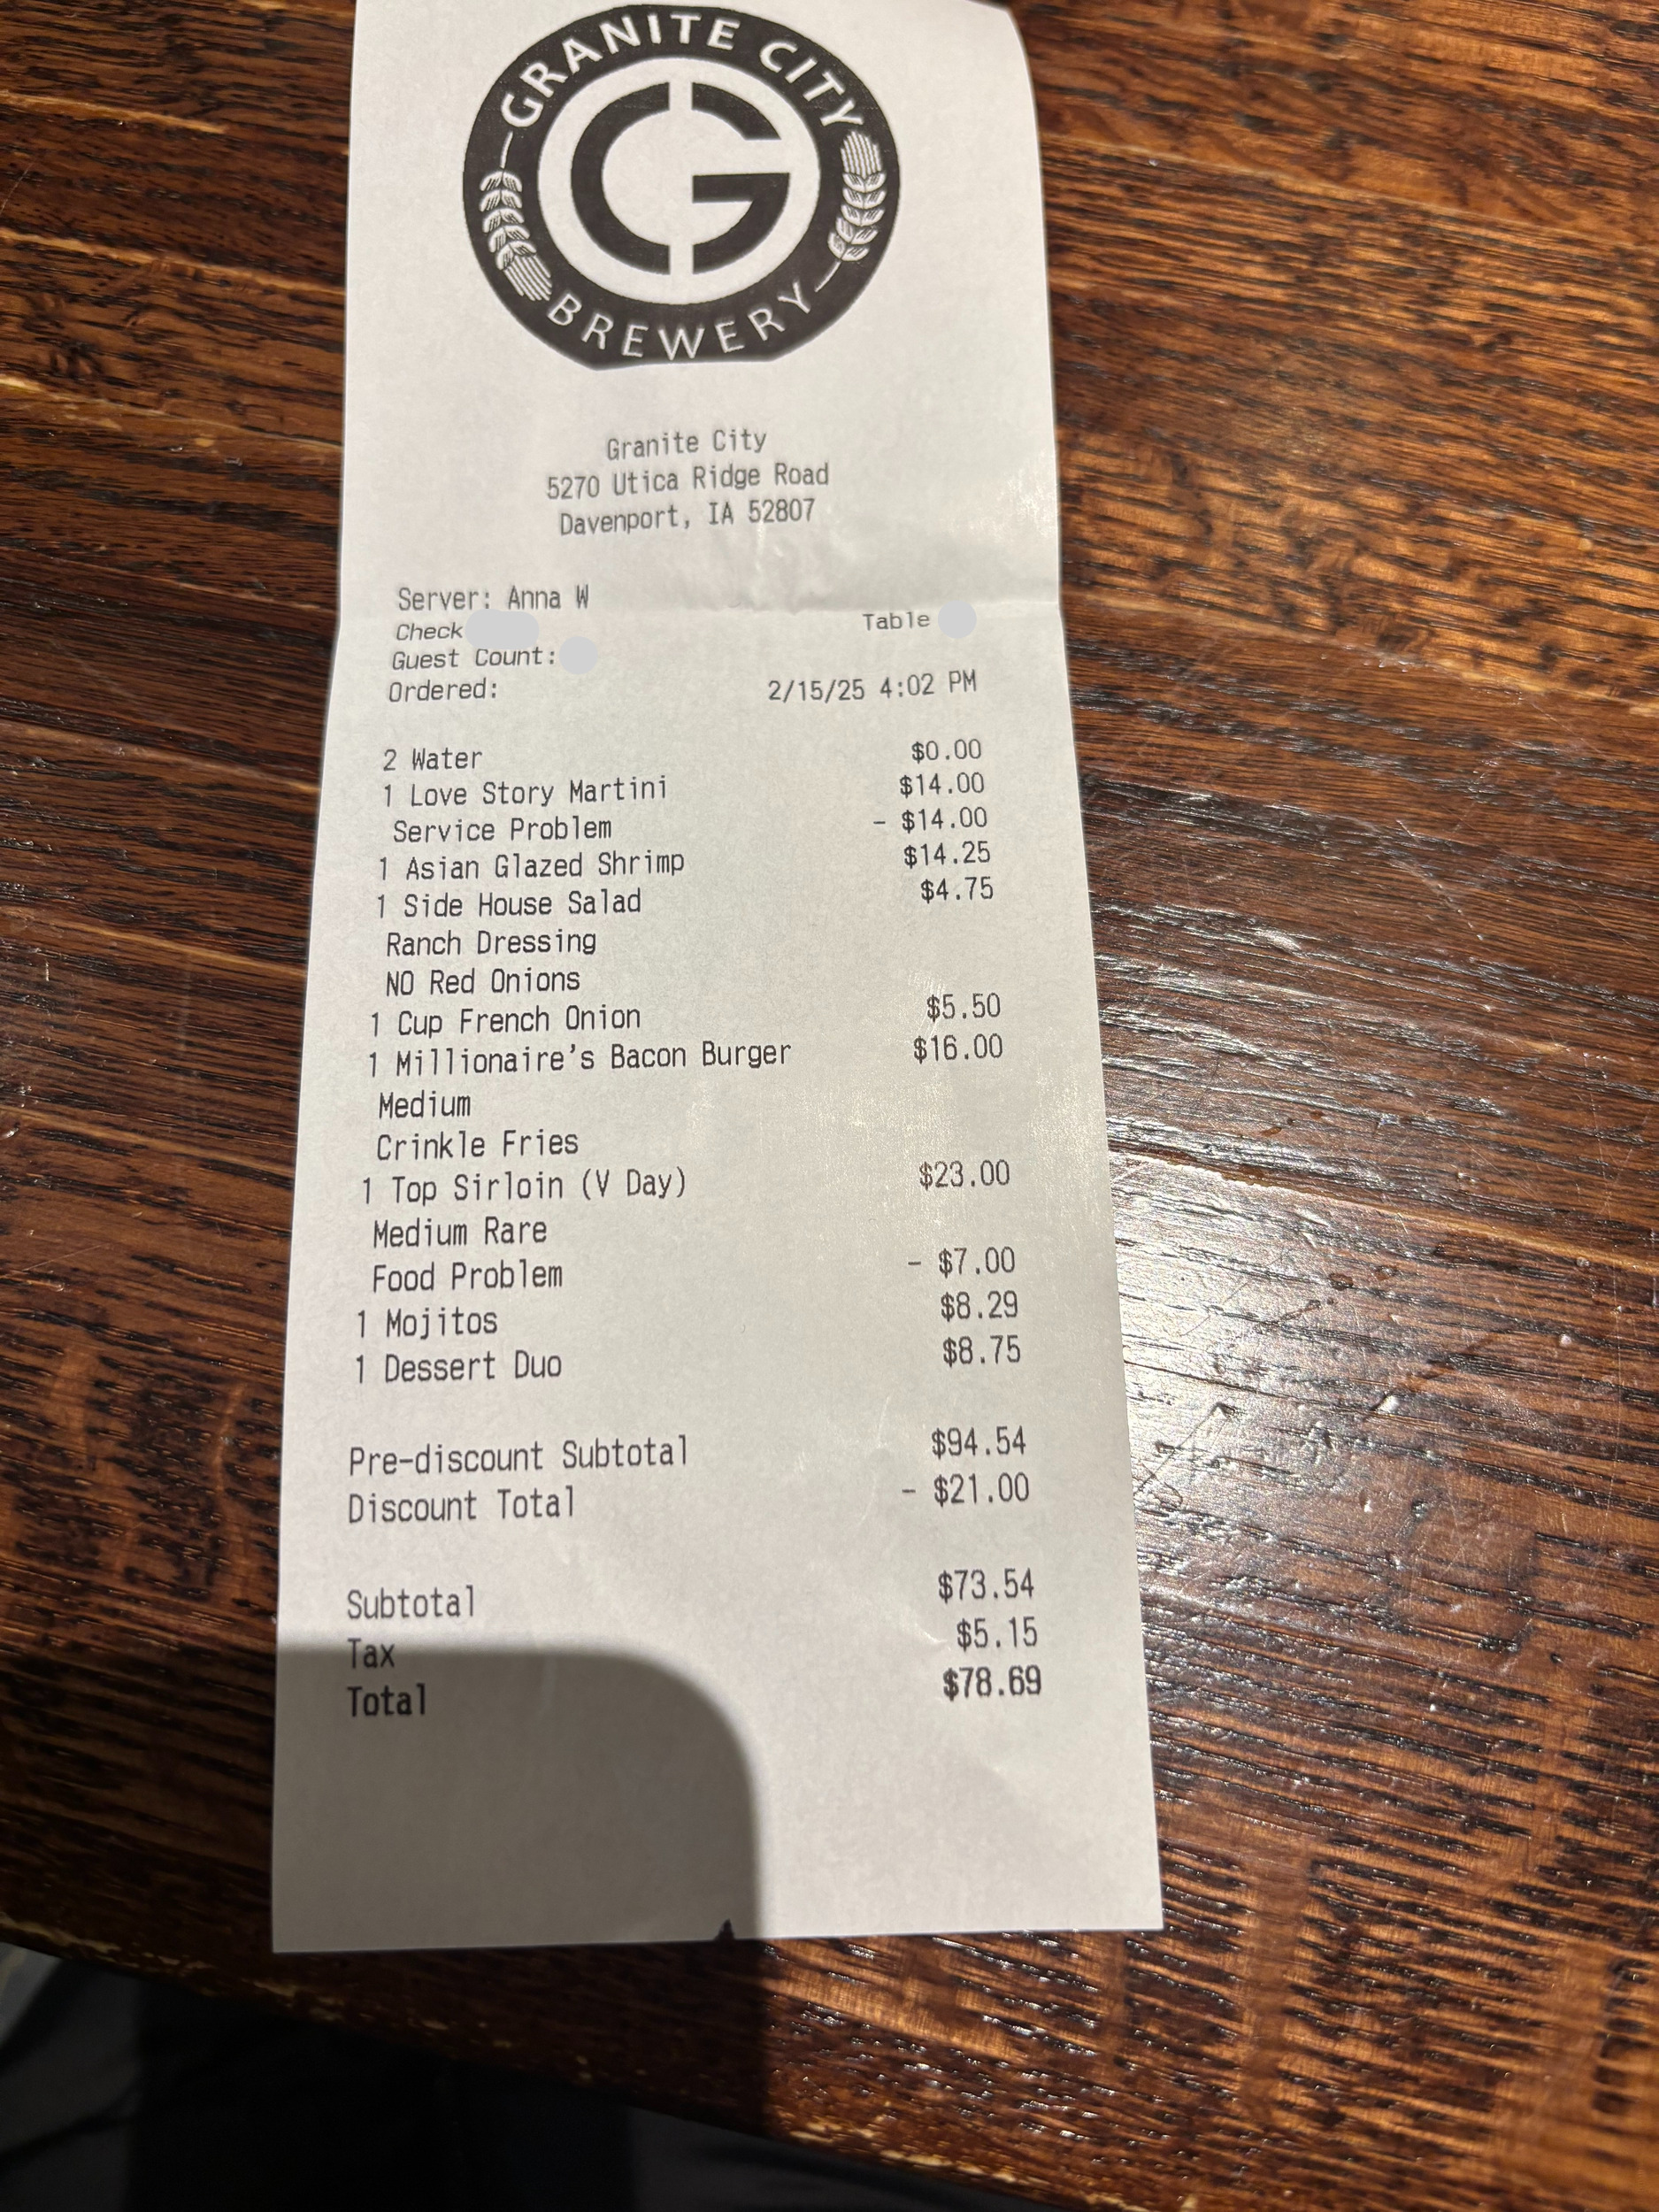 GRANITE CITY
G
BREWERY
Granite City
5270 Utica Ridge Road
Davenport, IA 52807
Server: Anna W
Check
Table
Guest Count:
Ordered: 2/15/25 4:02 PM
2 Water $0.00
1 Love Story Martini $14.00
Service Problem - $14.00
1 Asian Glazed Shrimp $14.25
1 Side House Salad $4.75
Ranch Dressing
NO Red Onions
1 Cup French Onion $5.50
1 Millionaire's Bacon Burger $16.00
Medium
Crinkle Fries
1 Top Sirloin (V Day) $23.00
Medium Rare
Food Problem - $7.00
1 Mojitos $8.29
1 Dessert Duo $8.75
Pre-discount Subtotal $94.54
Discount Total - $21.00
Subtotal $73.54
Tax $5.15
Total $78.69